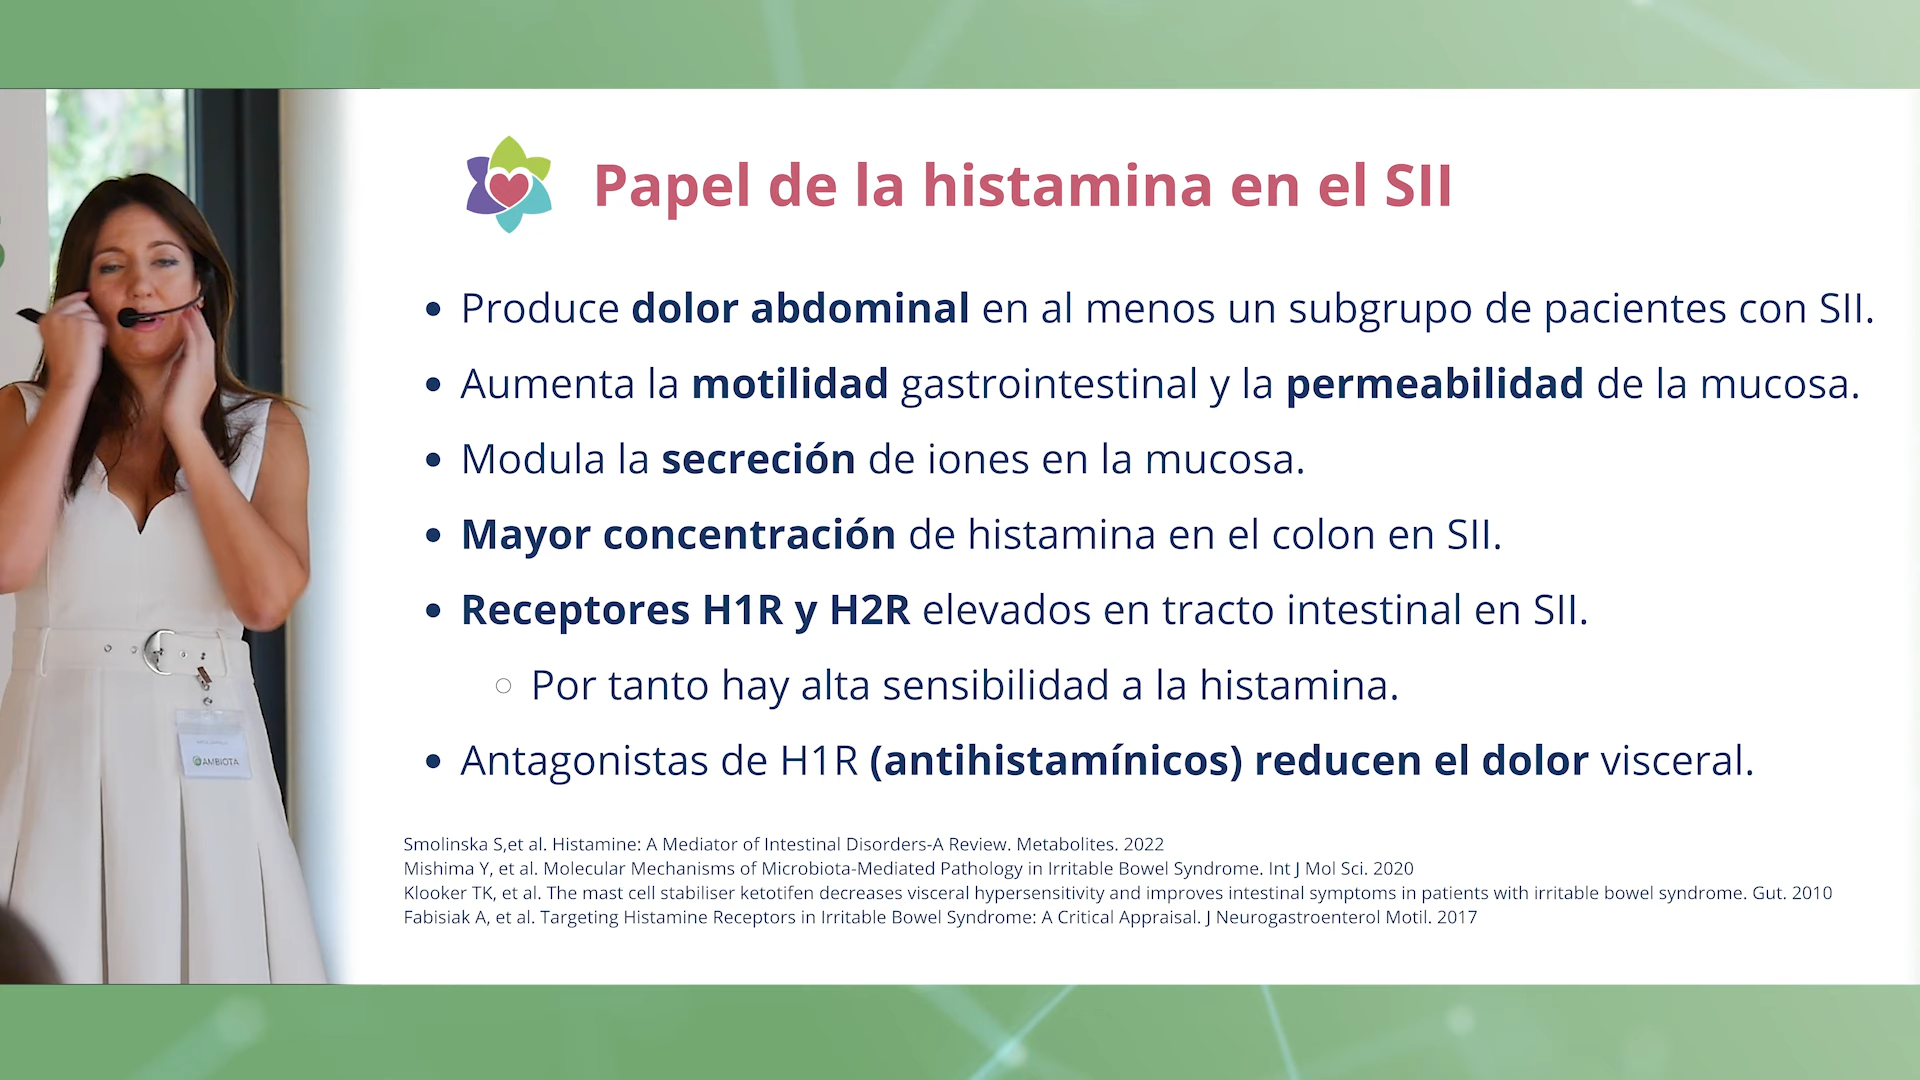 Papel de la histamina en el SII
• Produce dolor abdominal en al menos un subgrupo de pacientes con SII.
• Aumenta la motilidad gastrointestinal y la permeabilidad de la mucosa.
• Modula la secreción de iones en la mucosa.
• Mayor concentración de histamina en el colon en SII.
• Receptores H1R y H2R elevados en tracto intestinal en SII.
○ Por tanto hay alta sensibilidad a la histamina.
• Antagonistas de H1R (antihistamínicos) reducen el dolor visceral.
Smolinska S,et al. Histamine: A Mediator of Intestinal Disorders-A Review. Metabolites. 2022
Mishima Y, et al. Molecular Mechanisms of Microbiota-Mediated Pathology in Irritable Bowel Syndrome. Int J Mol Sci. 2020
Klooker TK, et al. The mast cell stabiliser ketotifen decreases visceral hypersensitivity and improves intestinal symptoms in patients with irritable bowel syndrome. Gut. 2010
Fabisiak A, et al. Targeting Histamine Receptors in Irritable Bowel Syndrome: A Critical Appraisal. J Neurogastroenterol Motil. 2017
AMBIOTA